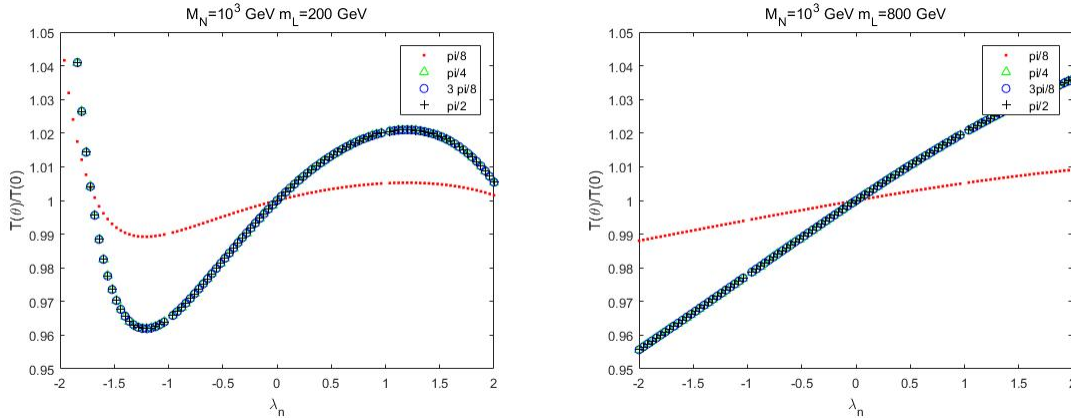 M_N=10^3 GeV m_L=200 GeV
1.05
1.04
1.03
1.02
1.01
1
0.99
0.98
0.97
0.96
0.95
T(θ)/T(0)
pi/8
pi/4
3 pi/8
pi/2
-2 -1.5 -1 -0.5 0 0.5 1 1.5 2
λ_n
M_N=10^3 GeV m_L=800 GeV
1.05
1.04
1.03
1.02
1.01
1
0.99
0.98
0.97
0.96
0.95
T(θ)/T(0)
pi/8
pi/4
3pi/8
pi/2
-2 -1.5 -1 -0.5 0 0.5 1 1.5 2
λ_n